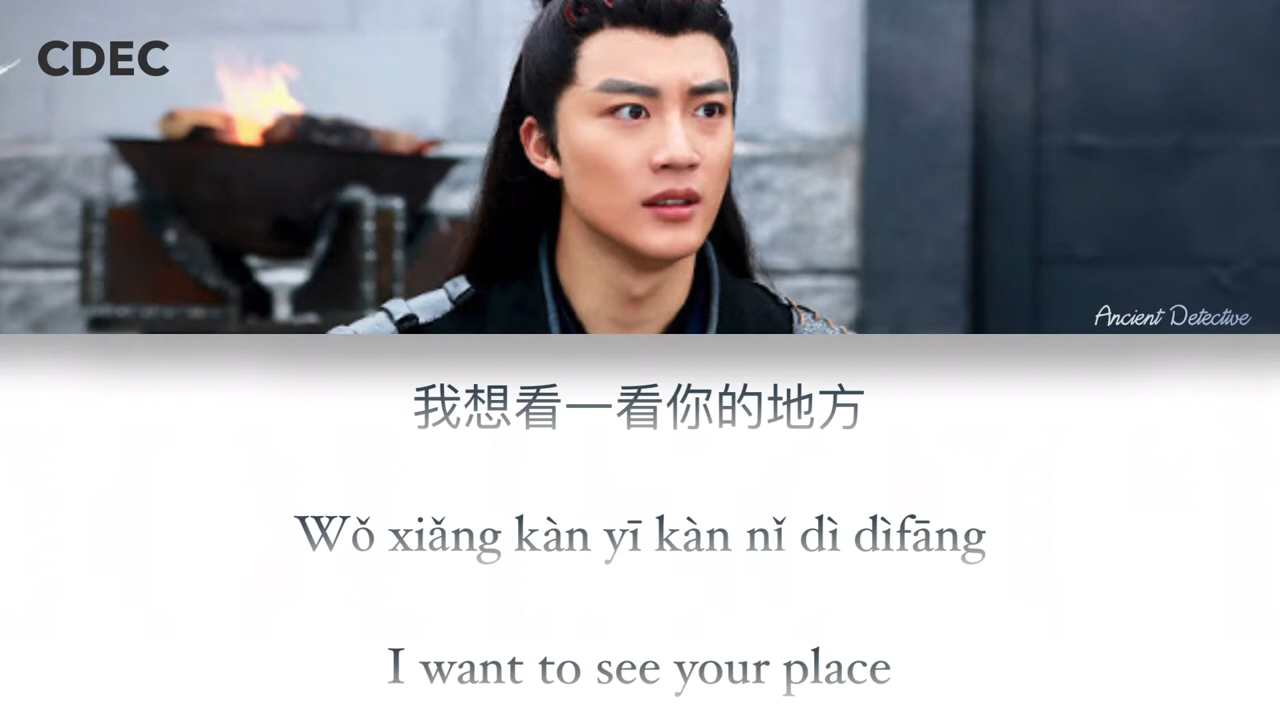 CDEC
Ancient Detective
我想看一看你的地方
Wǒ xiǎng kàn yī kàn nǐ dì dìfāng
I want to see your place